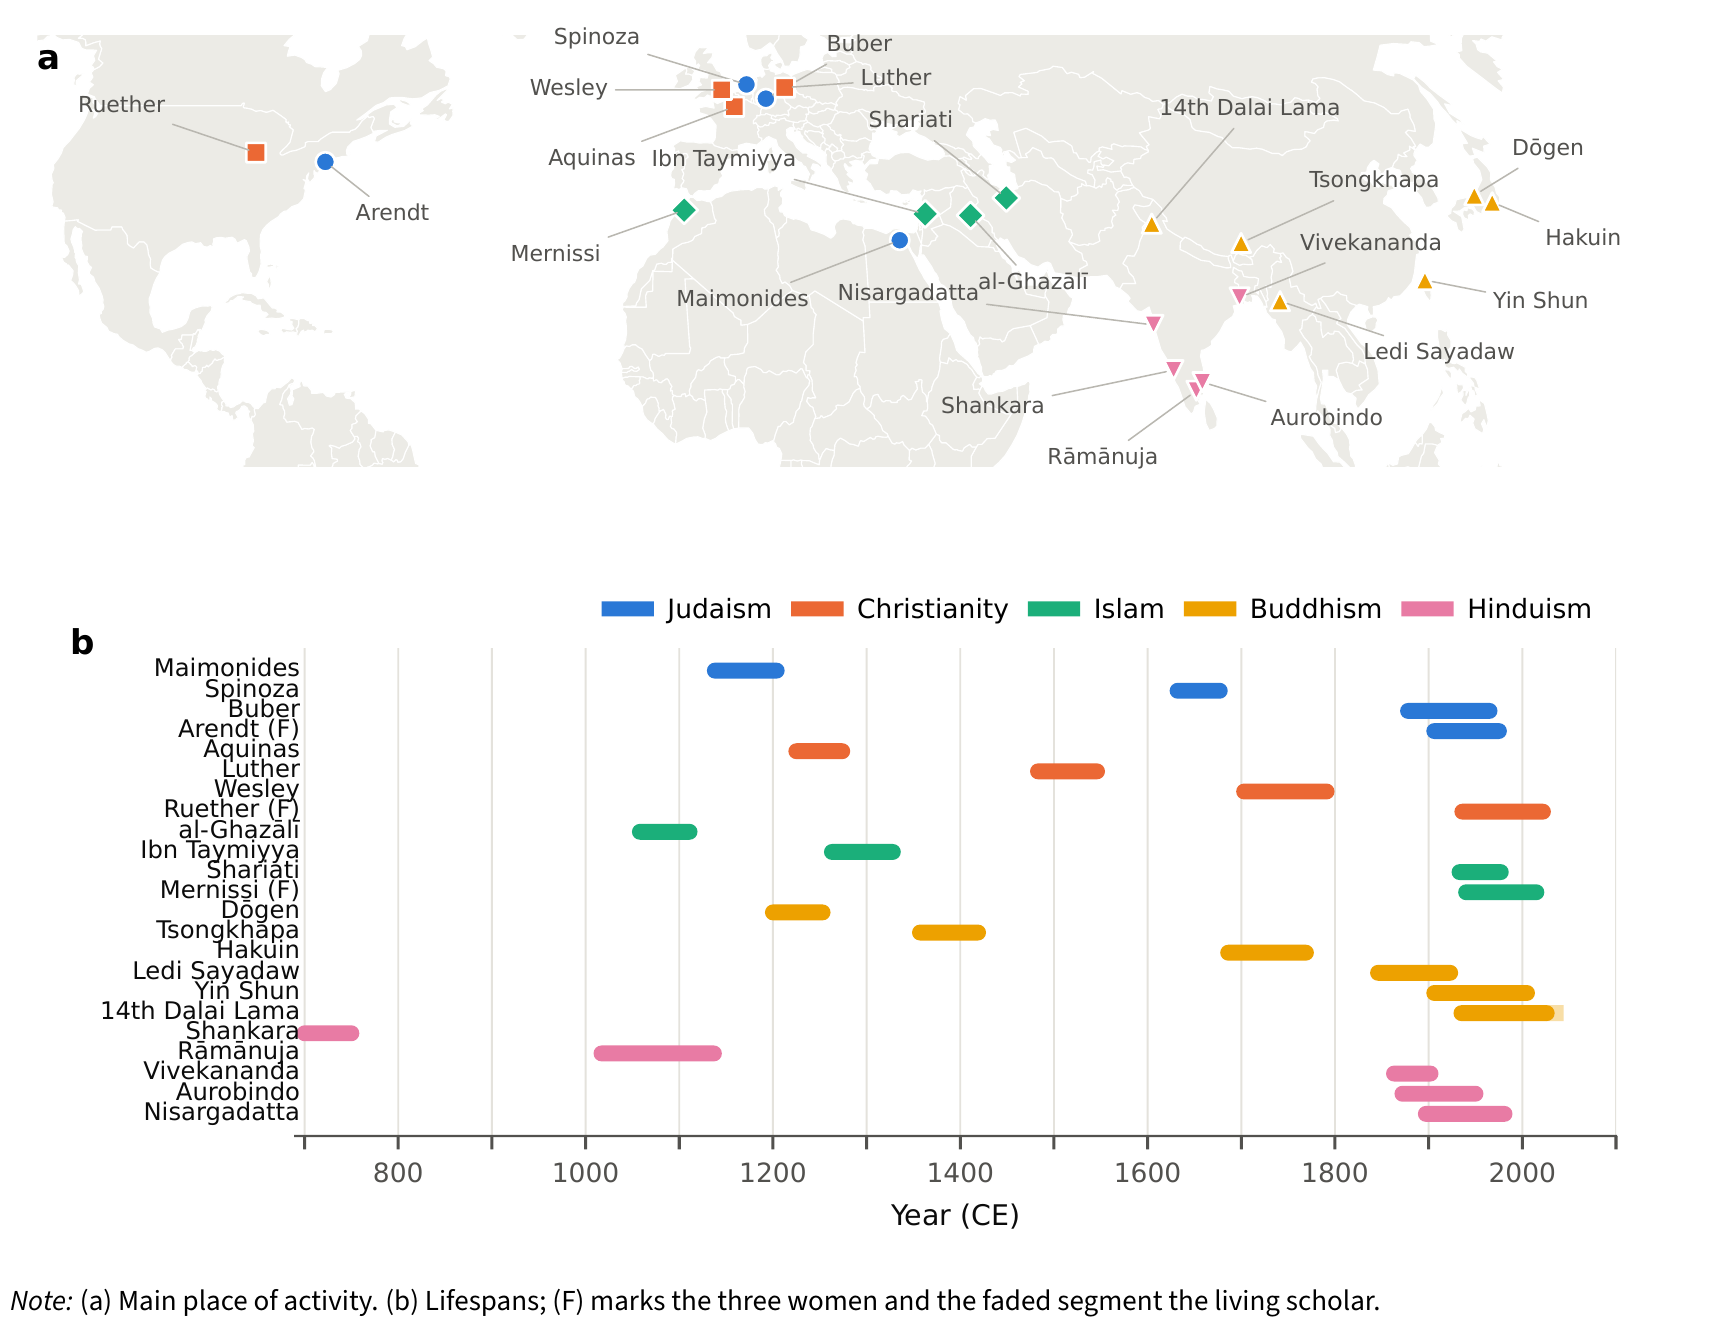 a
Spinoza
Buber
Wesley
Luther
Ruether
Shariati
14th Dalai Lama
Aquinas
Ibn Taymiyya
Dōgen
Tsongkhapa
Arendt
Mernissi
Vivekananda
Hakuin
Maimonides
Nisargadatta
al-Ghazālī
Yin Shun
Ledi Sayadaw
Shankara
Aurobindo
Rāmānuja
Judaism Christianity Islam Buddhism Hinduism
b
Maimonides
Spinoza
Buber
Arendt (F)
Aquinas
Luther
Wesley
Ruether (F)
al-Ghazālī
Ibn Taymiyya
Shariati
Mernissi (F)
Dōgen
Tsongkhapa
Hakuin
Ledi Sayadaw
Yin Shun
14th Dalai Lama
Shankara
Rāmānuja
Vivekananda
Aurobindo
Nisargadatta
800 1000 1200 1400 1600 1800 2000
Year (CE)
Note: (a) Main place of activity. (b) Lifespans; (F) marks the three women and the faded segment the living scholar.